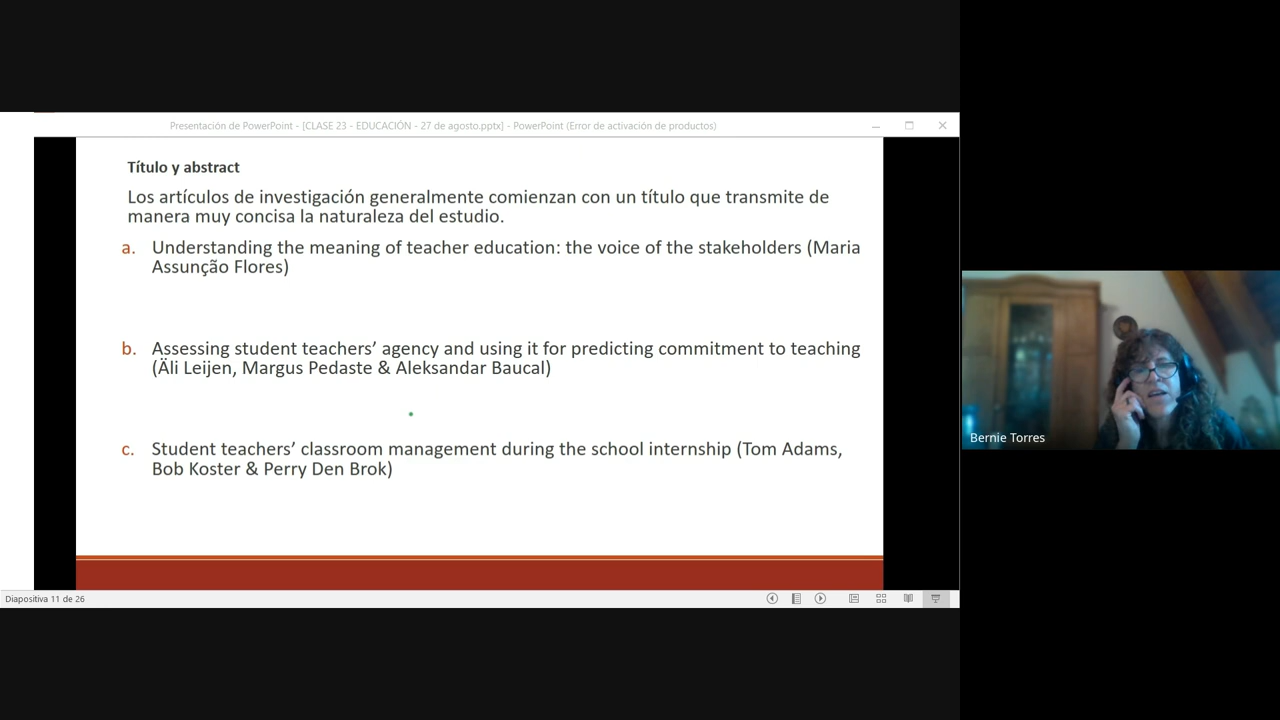 Presentación de PowerPoint - [CLASE 23 - EDUCACIÓN - 27 de agosto.pptx] - PowerPoint (Error de activación de productos)
Título y abstract
Los artículos de investigación generalmente comienzan con un título que transmite de
manera muy concisa la naturaleza del estudio.
a. Understanding the meaning of teacher education: the voice of the stakeholders (Maria
Assunção Flores)
b. Assessing student teachers’ agency and using it for predicting commitment to teaching
(Äli Leijen, Margus Pedaste & Aleksandar Baucal)
c. Student teachers’ classroom management during the school internship (Tom Adams,
Bob Koster & Perry Den Brok)
Diapositiva 11 de 26
Bernie Torres